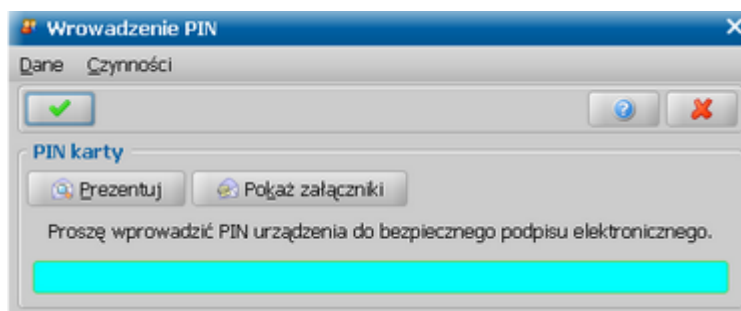 Wrowadzenie PIN
Dane Czynności
PIN karty
Prezentuj Pokaż załączniki
Proszę wprowadzić PIN urządzenia do bezpiecznego podpisu elektronicznego.